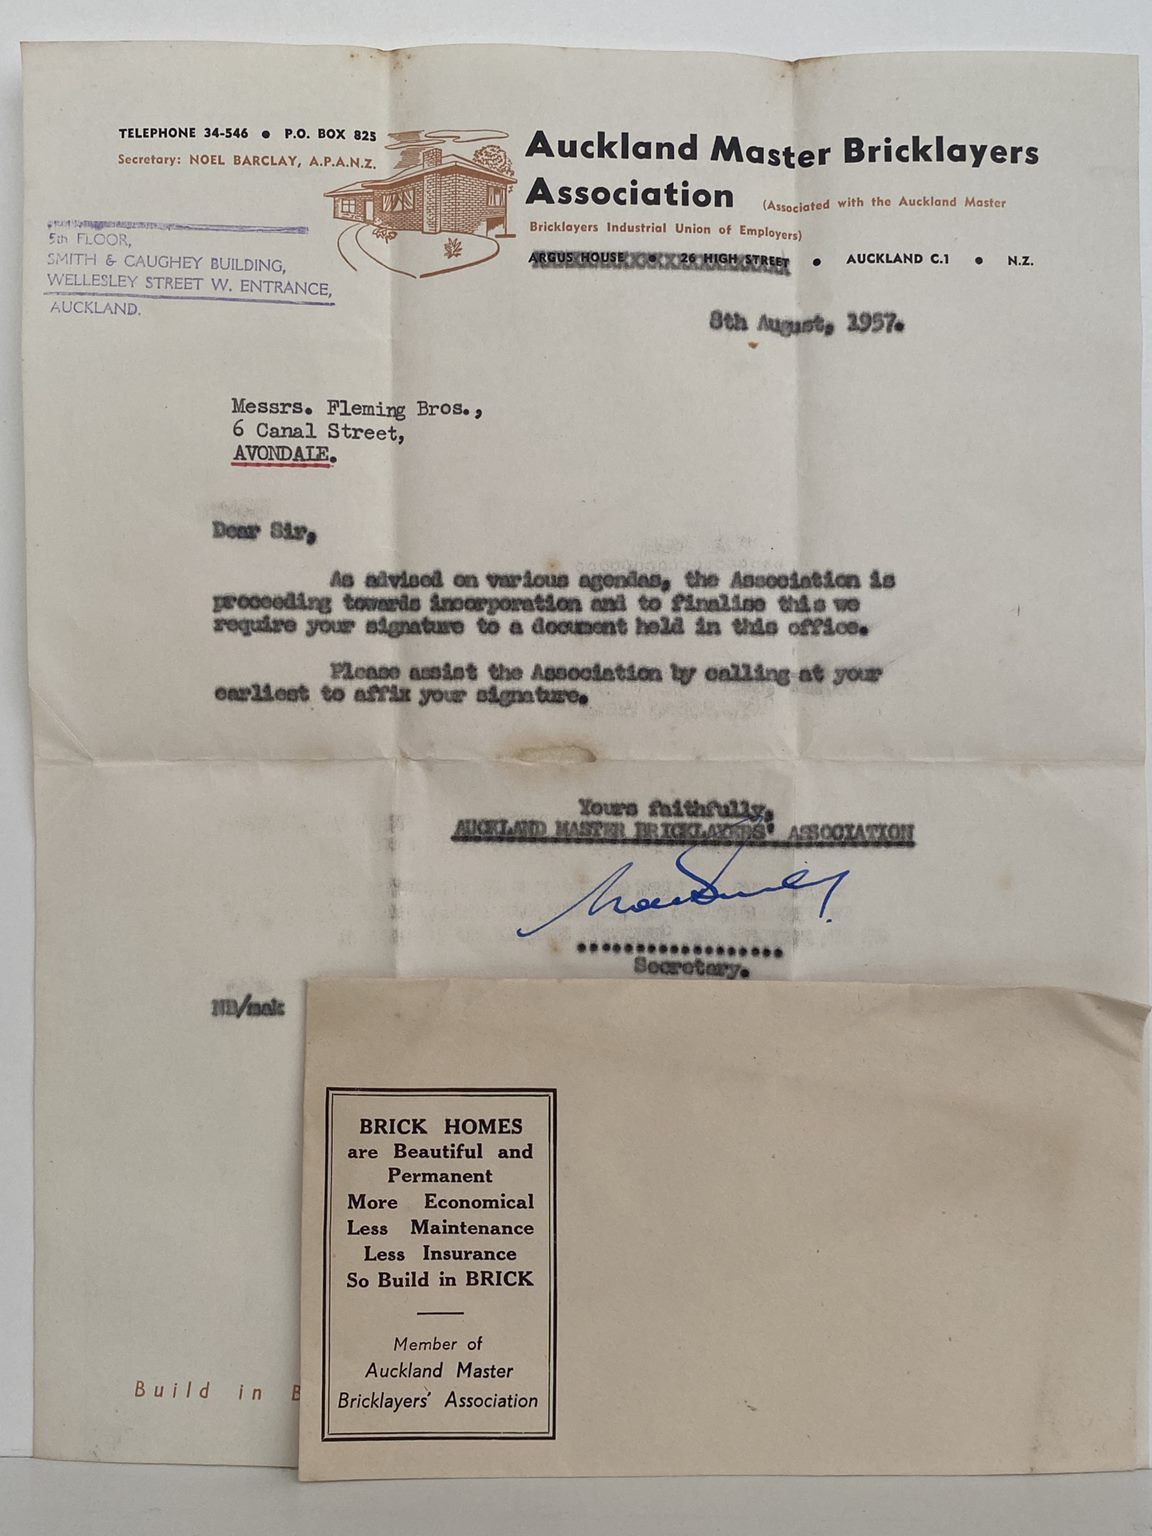 TELEPHONE 34-546 • P.O. BOX 825
Secretary: NOEL BARCLAY, A.P.A.N.Z.
Auckland Master Bricklayers
Association (Associated with the Auckland Master
Bricklayers Industrial Union of Employers)
ARGUS HOUSE • 26 HIGH STREET • AUCKLAND C.1 • N.Z.
5th FLOOR,
SMITH & CAUGHEY BUILDING,
WELLESLEY STREET W. ENTRANCE,
AUCKLAND.
8th August, 1957.
Messrs. Fleming Bros.,
6 Canal Street,
AVONDALE.
Dear Sir,
As advised on various agendas, the Association is
proceeding towards incorporation and to finalise this we
require your signature to a document held in this office.
Please assist the Association by calling at your
earliest to affix your signature.
Yours faithfully,
AUCKLAND MASTER BRICKLAYERS' ASSOCIATION
..................
Secretary.
NB/mak
BRICK HOMES
are Beautiful and
Permanent
More Economical
Less Maintenance
Less Insurance
So Build in BRICK
Member of
Auckland Master
Bricklayers' Association
Build in B